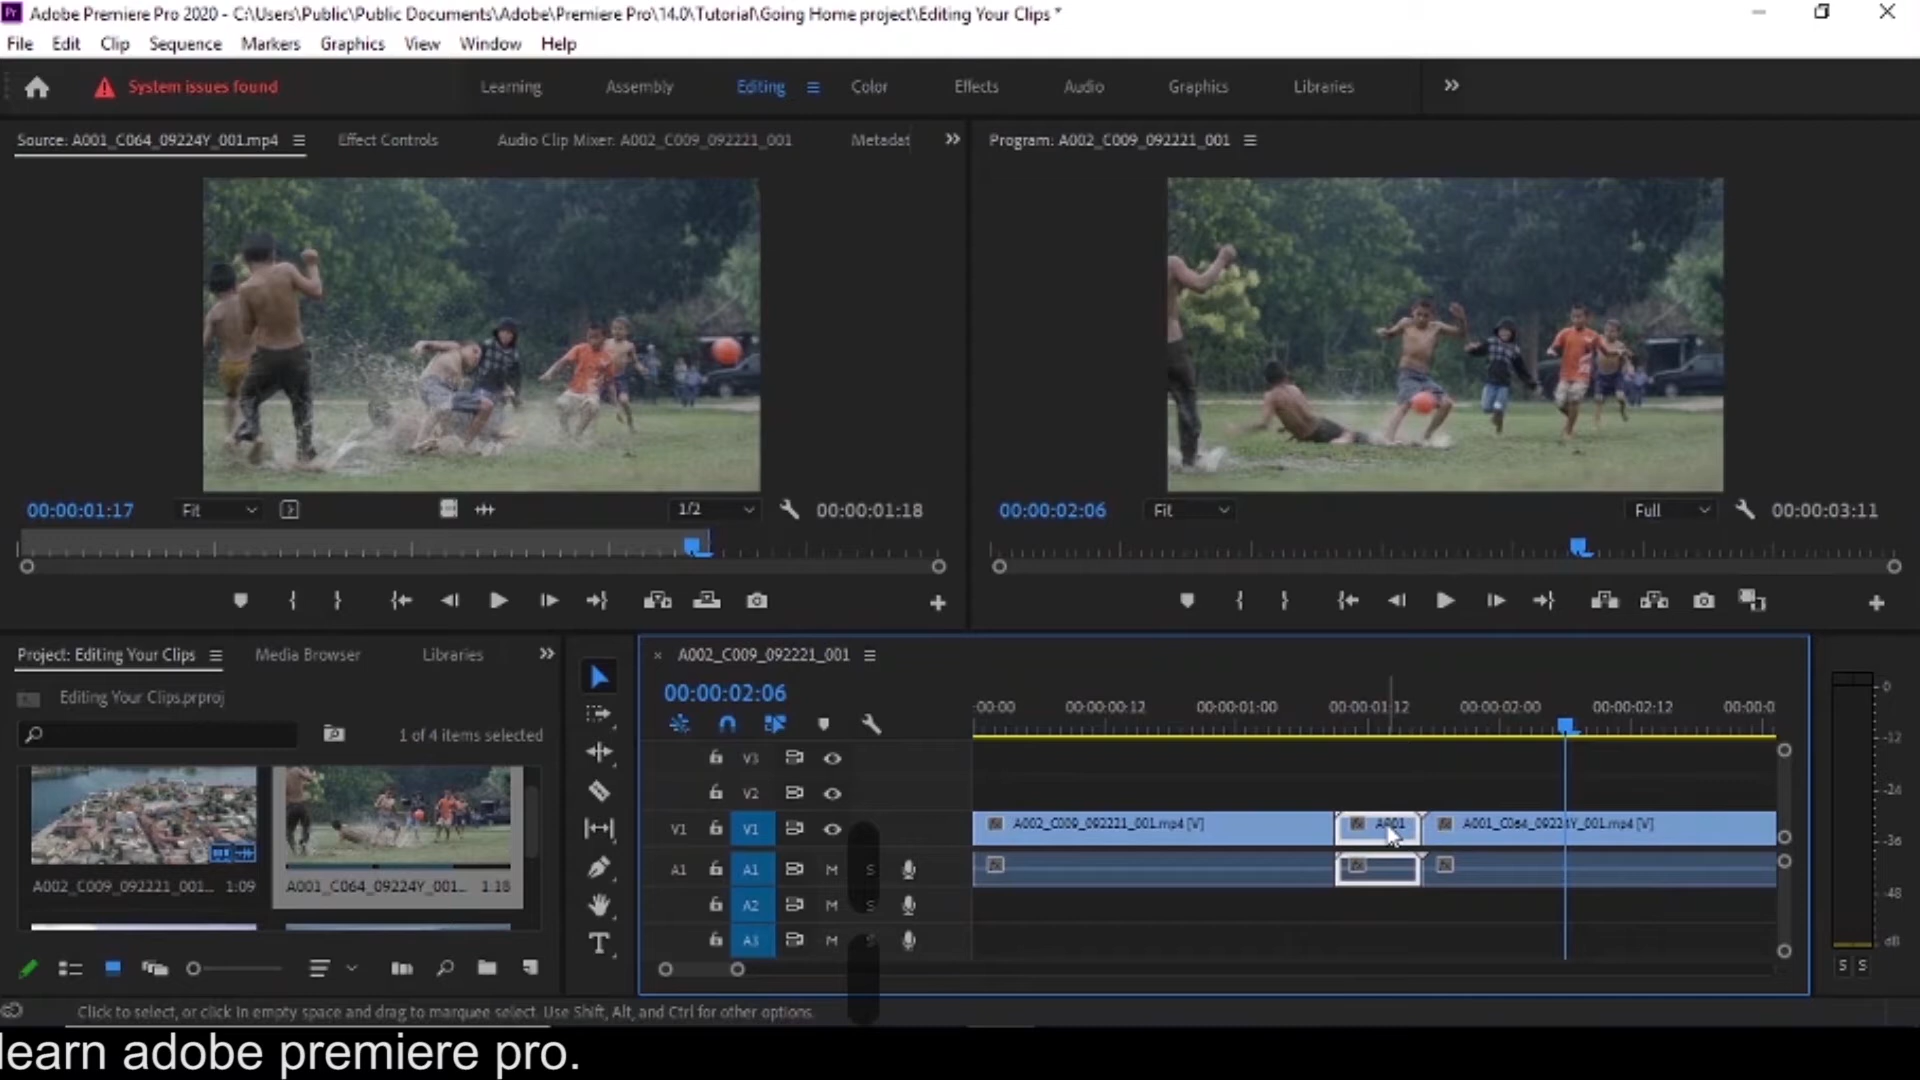 Adobe Premiere Pro 2020 - C:\Users\Public\Public Documents\Adobe\Premiere Pro\14.0\Tutorial\Going Home project\Editing Your Clips *
File Edit Clip Sequence Markers Graphics View Window Help
System issues found Learning Assembly Editing Color Effects Audio Graphics Libraries
Source: A001_C064_09224Y_001.mp4 Effect Controls Audio Clip Mixer: A002_C009_092221_001 Metadat Program: A002_C009_092221_001
00:00:01:17 Fit 1/2 00:00:01:18 00:00:02:06 Fit Full 00:00:03:11
Project: Editing Your Clips Media Browser Libraries A002_C009_092221_001
Editing Your Clips.prproj 00:00:02:06
1 of 4 items selected
:00:00 00:00:00:12 00:00:01:00 00:00:01:12 00:00:02:00 00:00:02:12 00:00:0
V3
V2
V1 V1 A002_C009_092221_001.mp4 [V] A001 A001_C064_09224Y_001.mp4 [V]
A1 A1 M S
A2 M S
A3 M S
A002_C009_092221_001... 1:09 A001_C064_09224Y_001... 1:18
0
-12
-24
-36
-48
dB
S S
Click to select, or click in empty space and drag to marquee select. Use Shift, Alt, and Ctrl for other options.
learn adobe premiere pro.